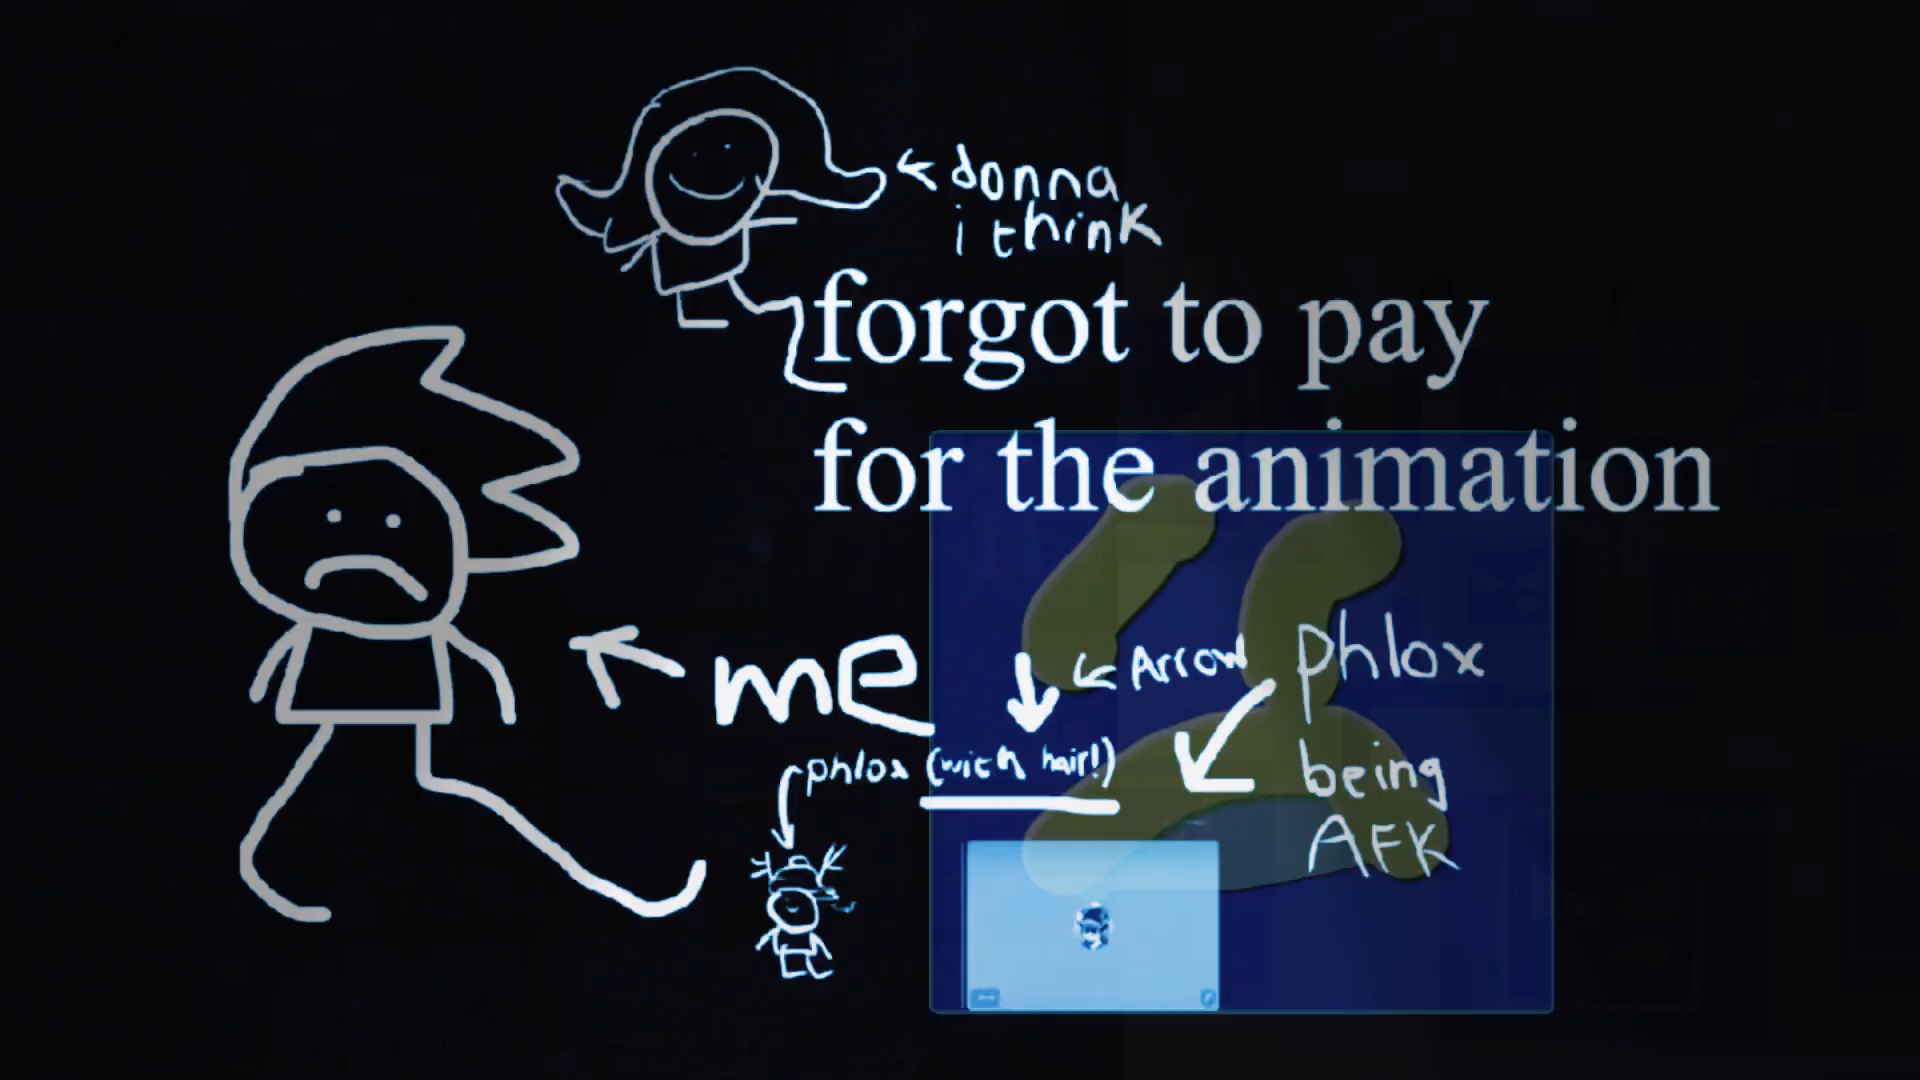 donna
i think
forgot to pay
for the animation
me
Arrow
phlox
being
AFK
phlox (with hair!)